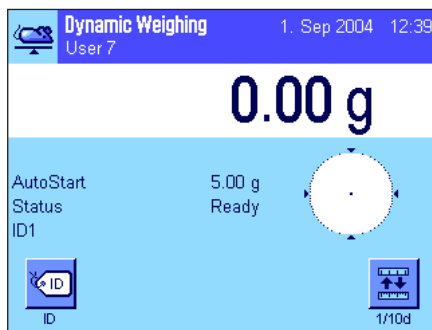 Dynamic Weighing 1. Sep 2004 12:39
User 7
0.00 g
AutoStart 5.00 g
Status Ready
ID1
ID
ID 1/10d